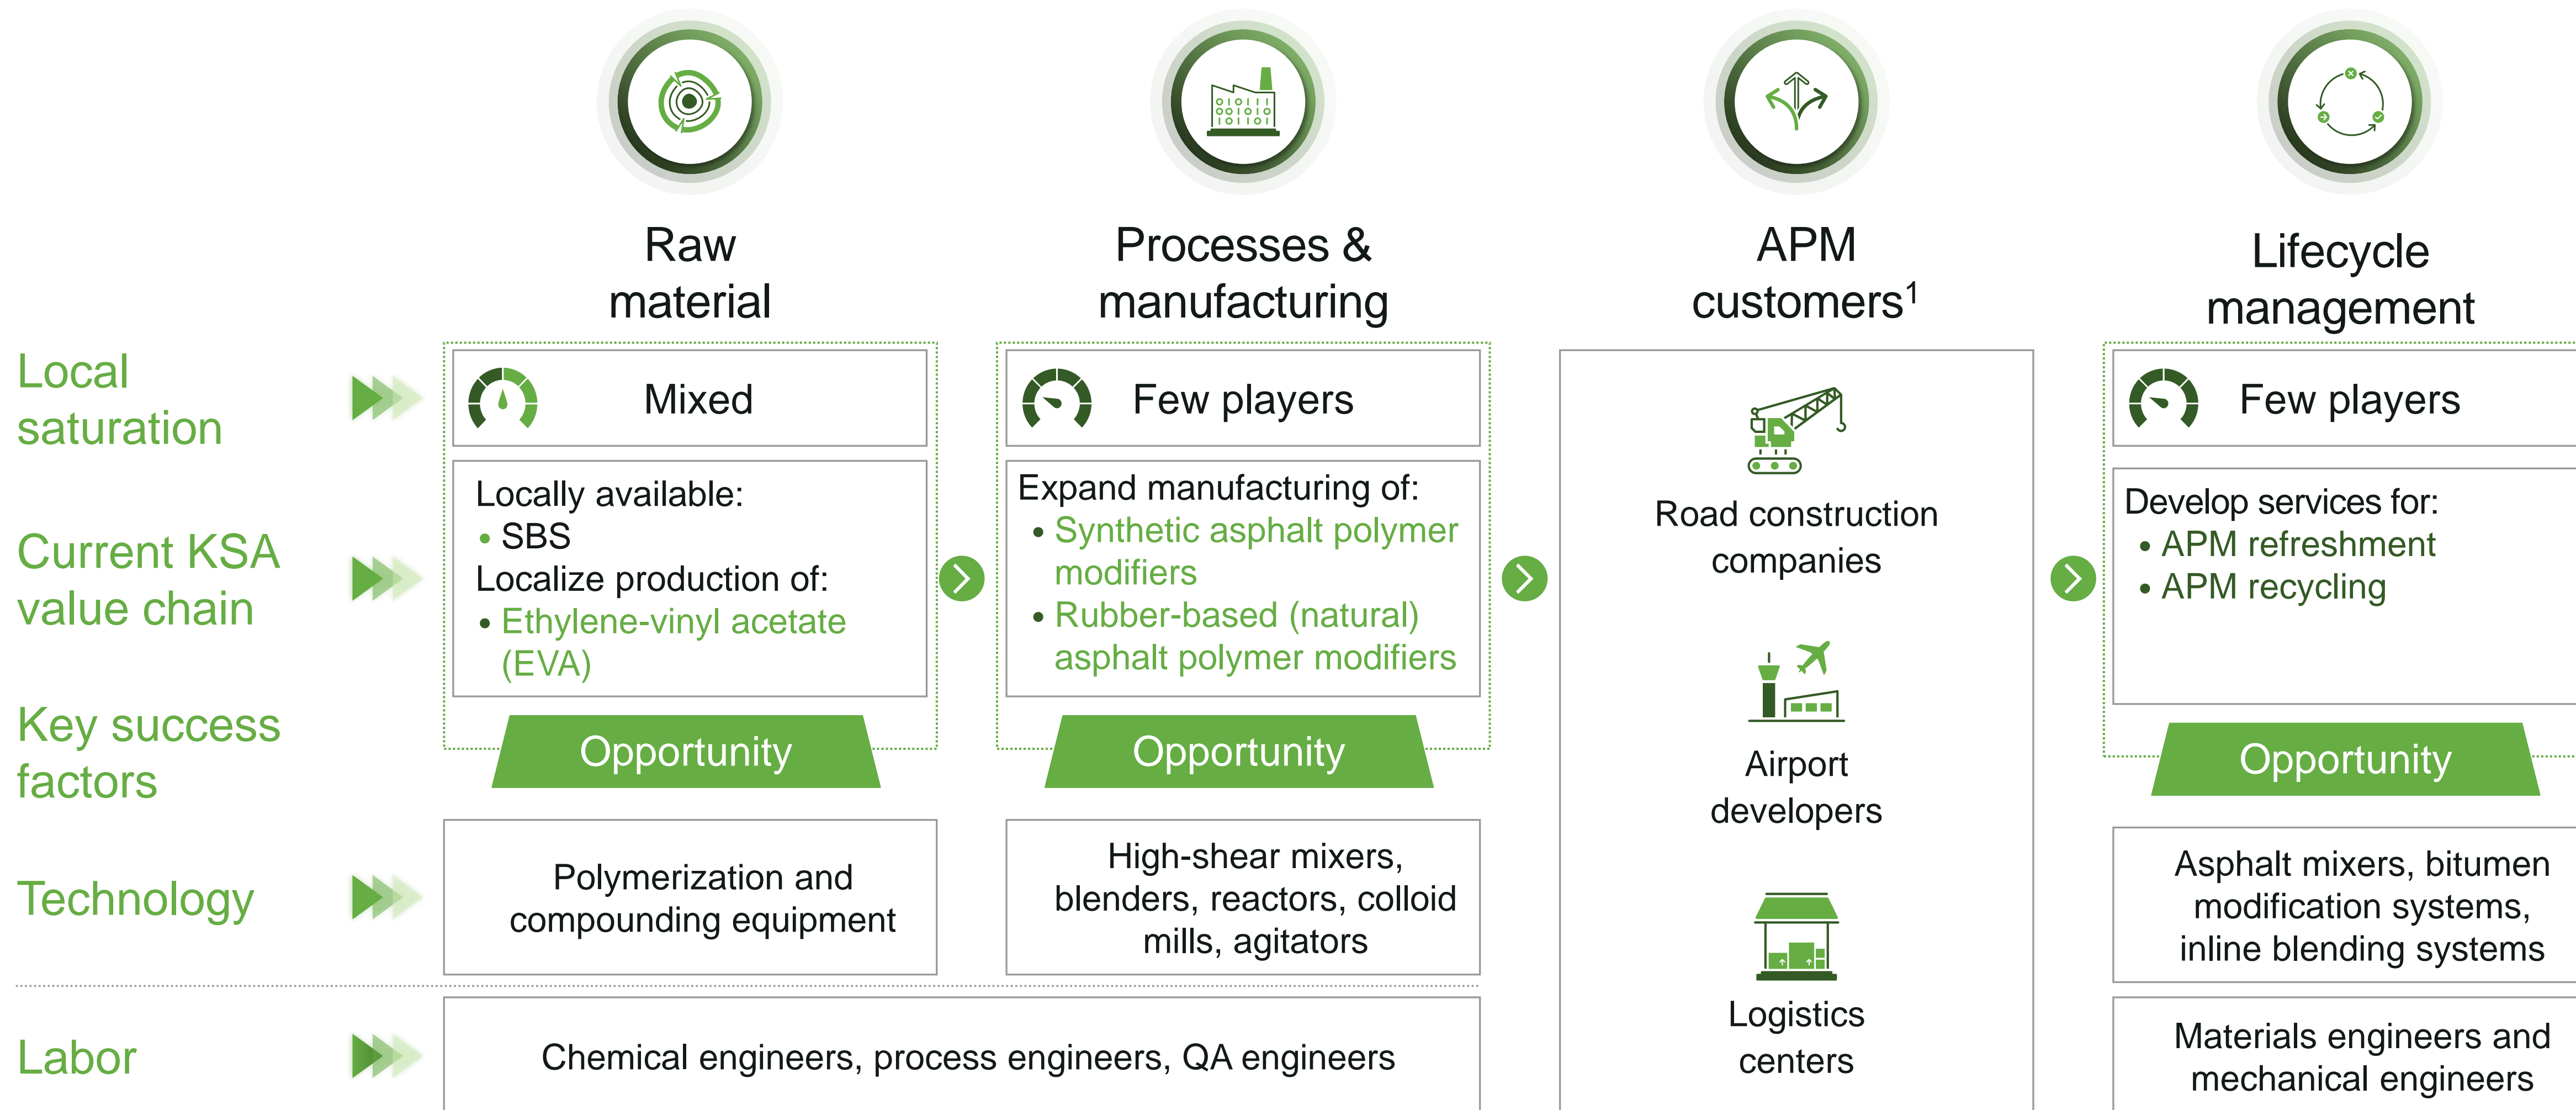 Raw
material
Processes &
manufacturing
APM
customers1
Lifecycle
management
Local
saturation
Mixed
Few players
Few players
Current KSA
value chain
Locally available:
• SBS
Localize production of:
• Ethylene-vinyl acetate
(EVA)
Expand manufacturing of:
• Synthetic asphalt polymer
modifiers
• Rubber-based (natural)
asphalt polymer modifiers
Road construction
companies
Airport
developers
Logistics
centers
Develop services for:
• APM refreshment
• APM recycling
Opportunity
Opportunity
Opportunity
Key success
factors
Technology
Polymerization and
compounding equipment
High-shear mixers,
blenders, reactors, colloid
mills, agitators
Asphalt mixers, bitumen
modification systems,
inline blending systems
Labor
Chemical engineers, process engineers, QA engineers
Materials engineers and
mechanical engineers